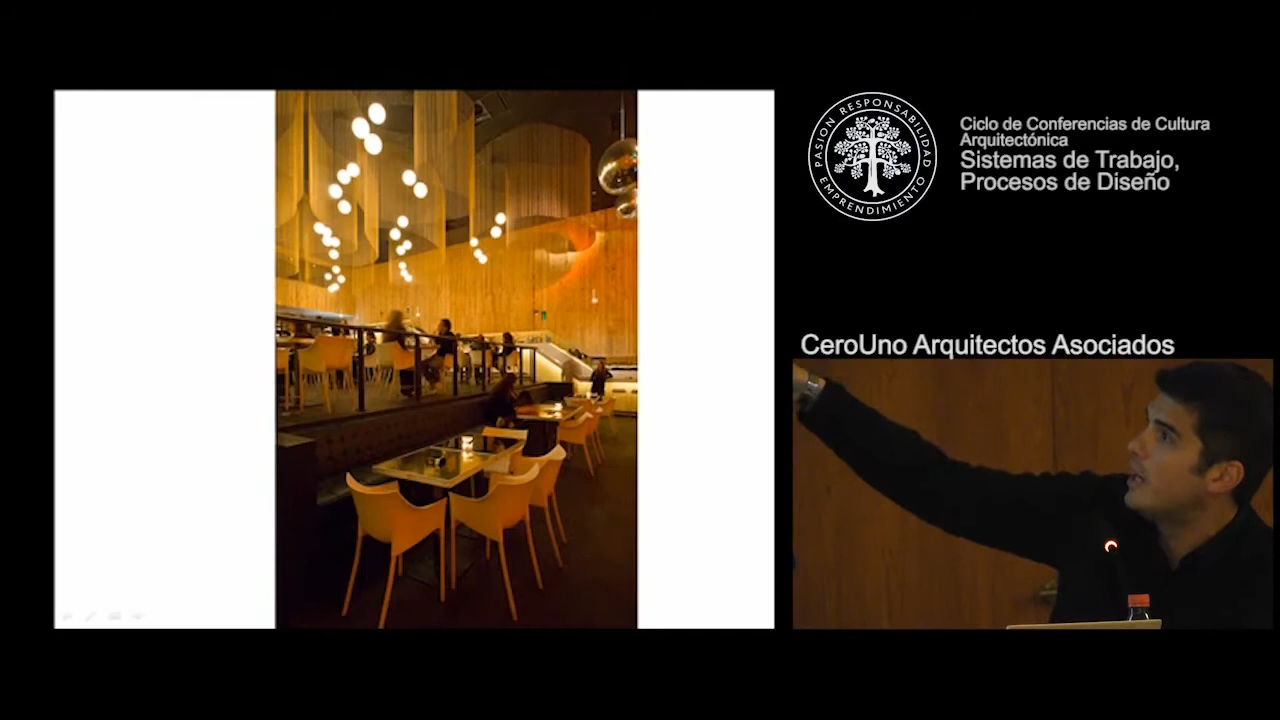 PASION RESPONSABILIDAD
EMPRENDIMIENTO
Ciclo de Conferencias de Cultura
Arquitectónica
Sistemas de Trabajo,
Procesos de Diseño
CeroUno Arquitectos Asociados